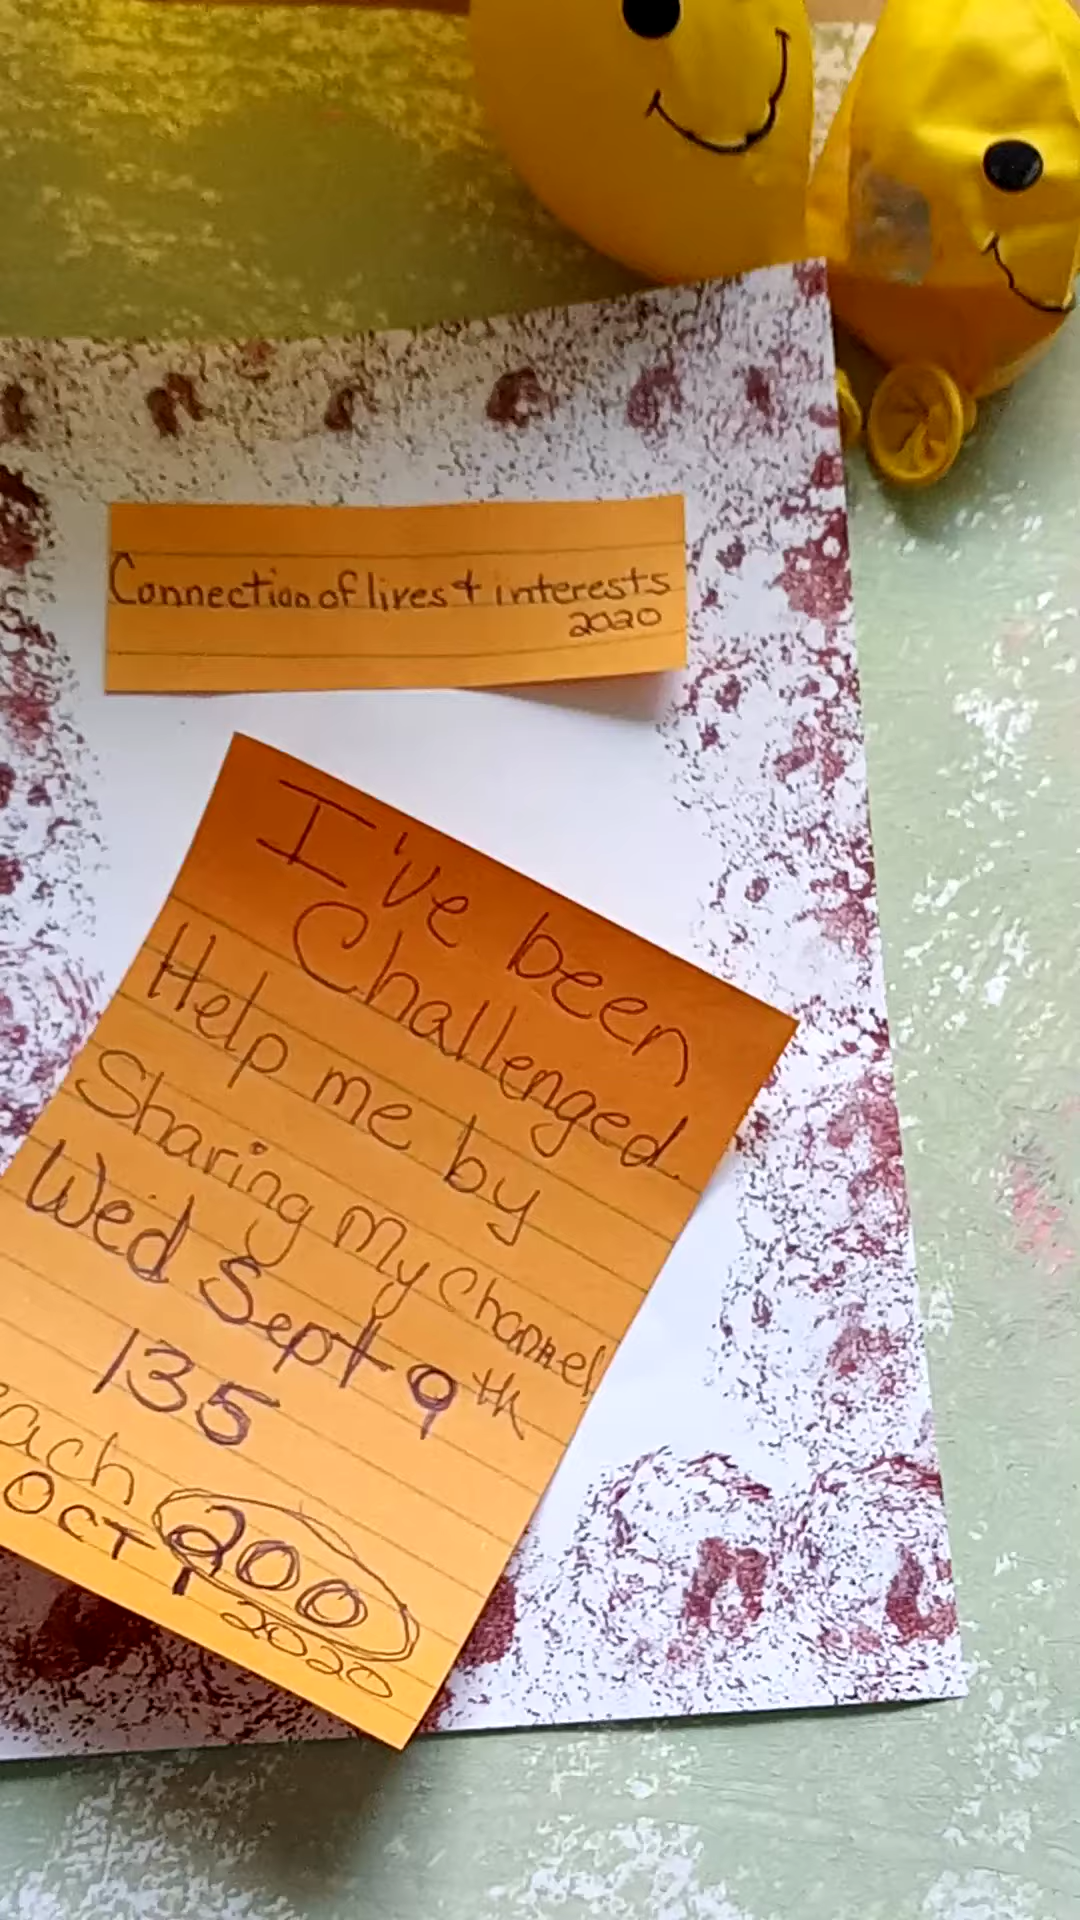 Connection of lives & interests
2020
I've been
Challenged.
Help me by
Sharing my channel
Wed Sept 9th
135
200
OCT 1
2020